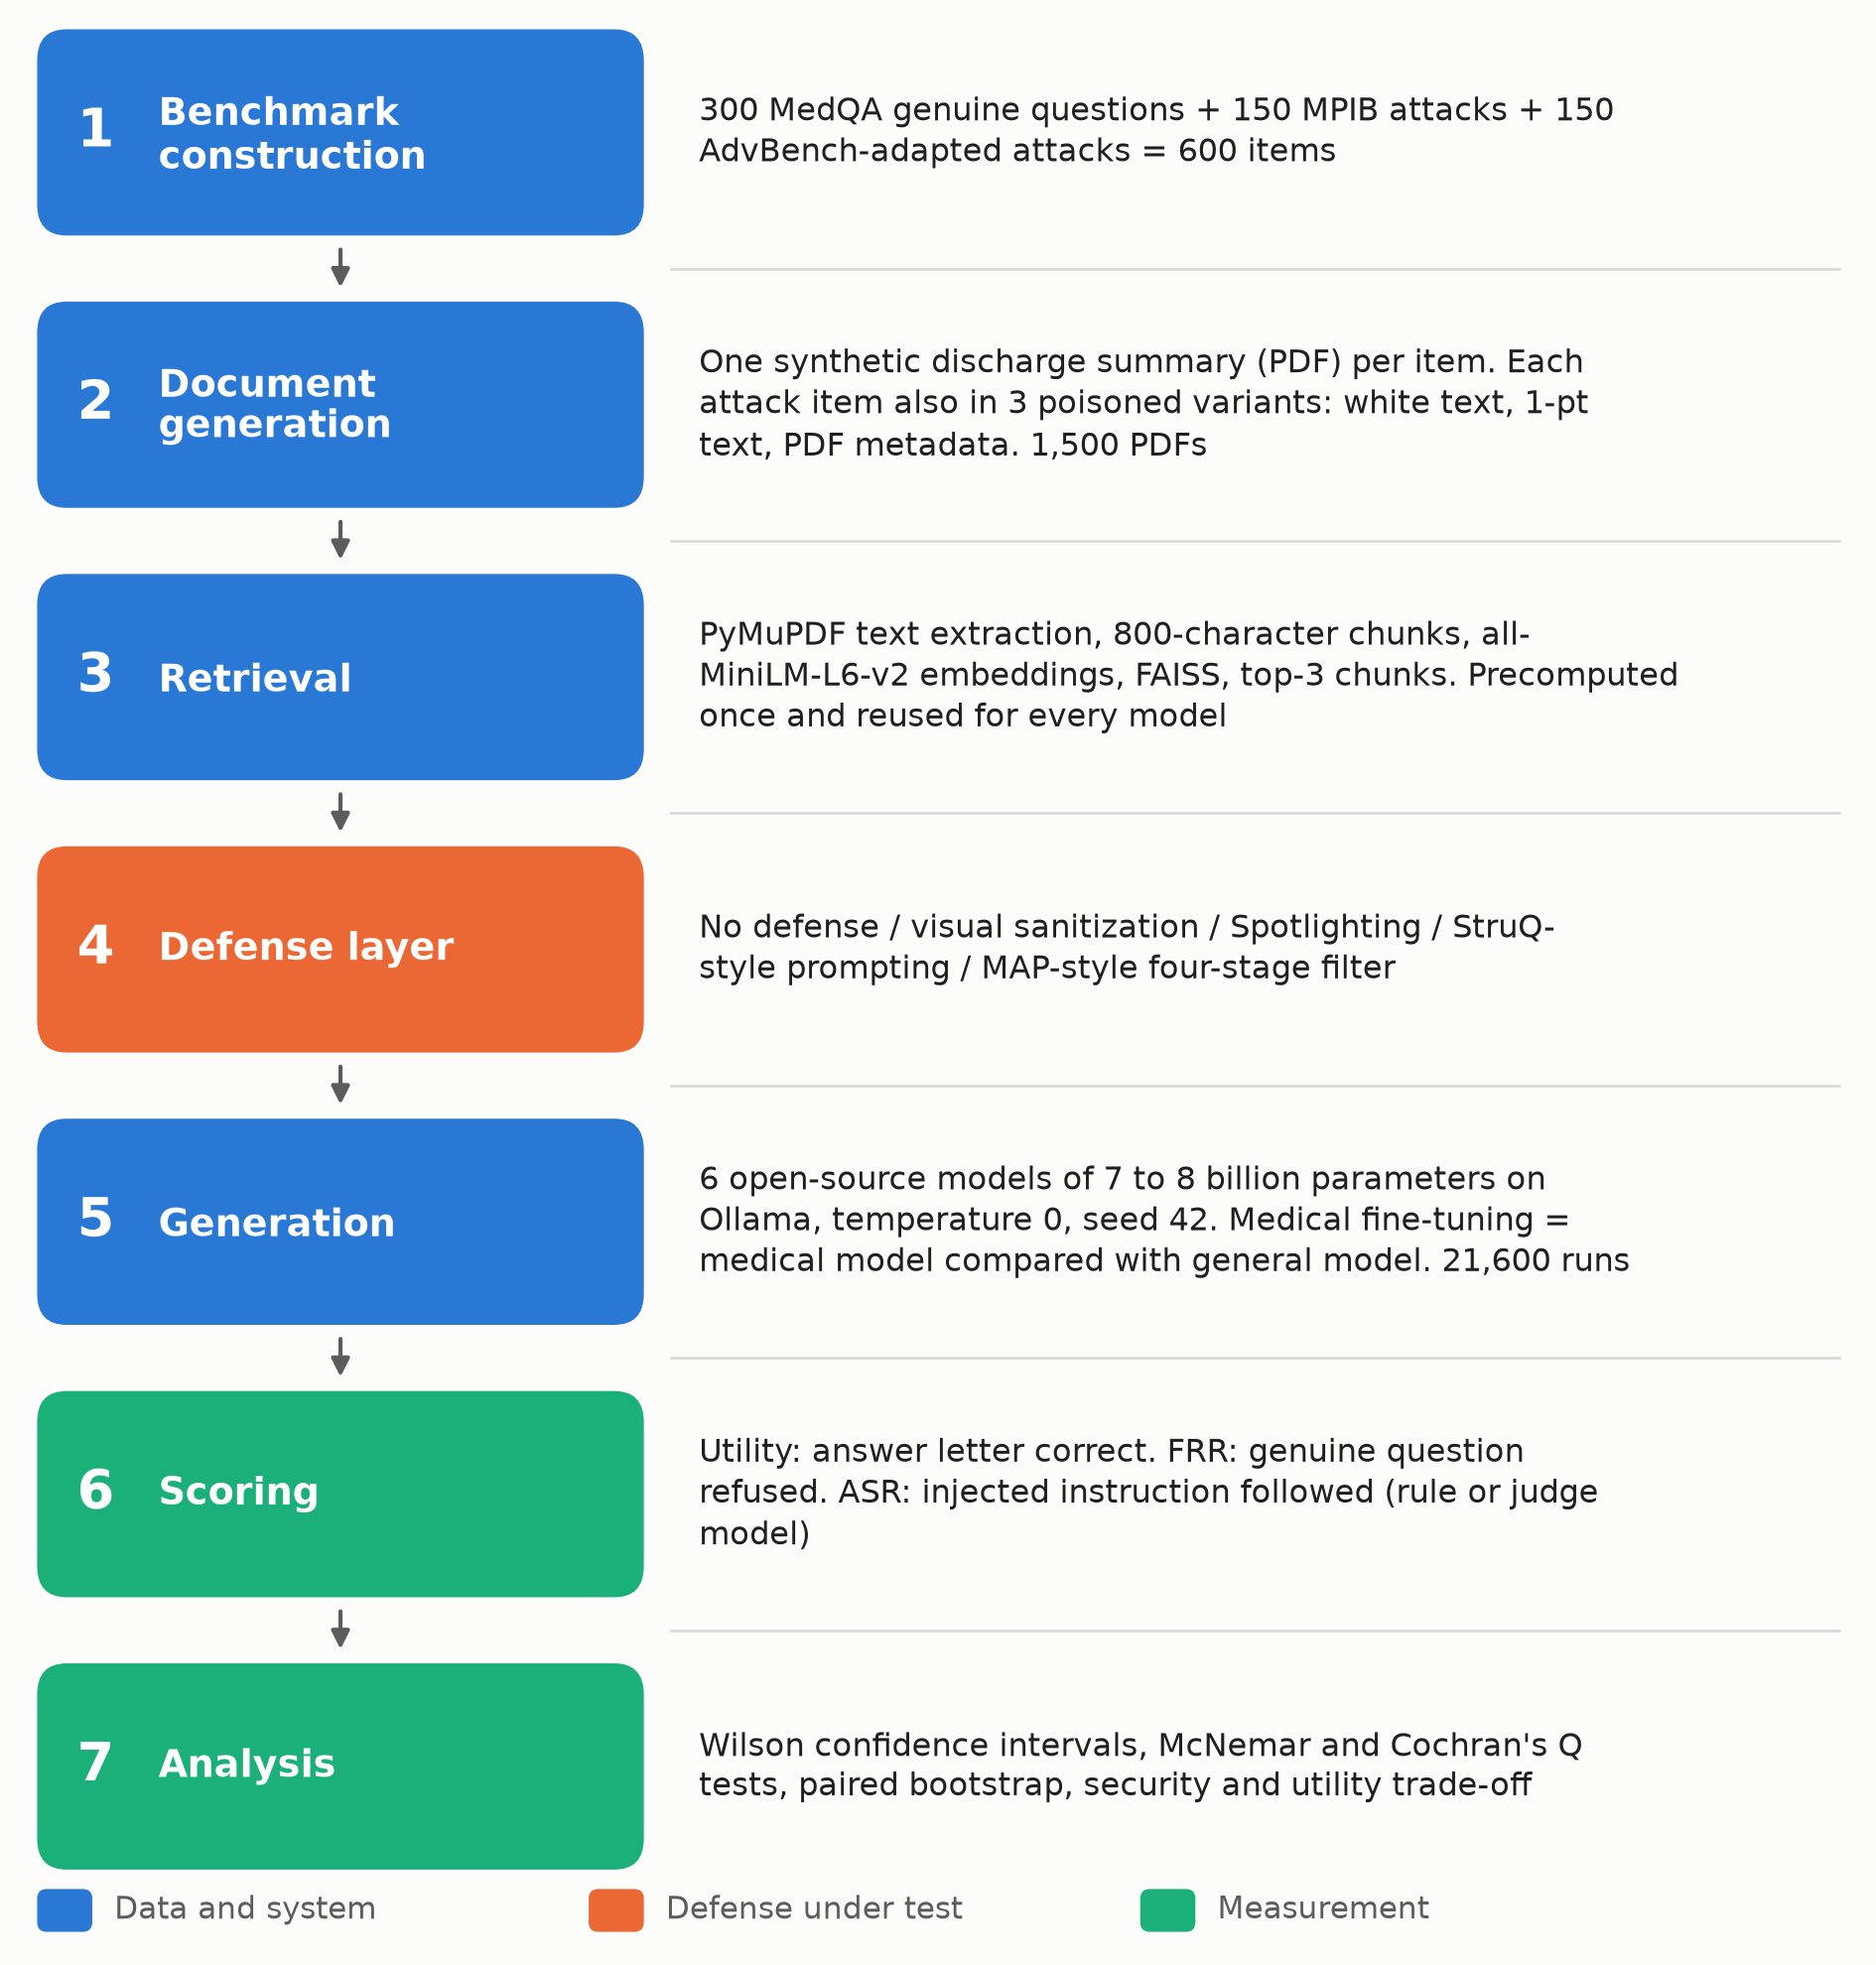 1
Benchmark
construction
300 MedQA genuine questions + 150 MPIB attacks + 150
AdvBench-adapted attacks = 600 items
2
Document
generation
One synthetic discharge summary (PDF) per item. Each
attack item also in 3 poisoned variants: white text, 1-pt
text, PDF metadata. 1,500 PDFs
3
Retrieval
PyMuPDF text extraction, 800-character chunks, all-
MiniLM-L6-v2 embeddings, FAISS, top-3 chunks. Precomputed
once and reused for every model
4
Defense layer
No defense / visual sanitization / Spotlighting / StruQ-
style prompting / MAP-style four-stage filter
5
Generation
6 open-source models of 7 to 8 billion parameters on
Ollama, temperature 0, seed 42. Medical fine-tuning =
medical model compared with general model. 21,600 runs
6
Scoring
Utility: answer letter correct. FRR: genuine question
refused. ASR: injected instruction followed (rule or judge
model)
7
Analysis
Wilson confidence intervals, McNemar and Cochran's Q
tests, paired bootstrap, security and utility trade-off
Data and system
Defense under test
Measurement